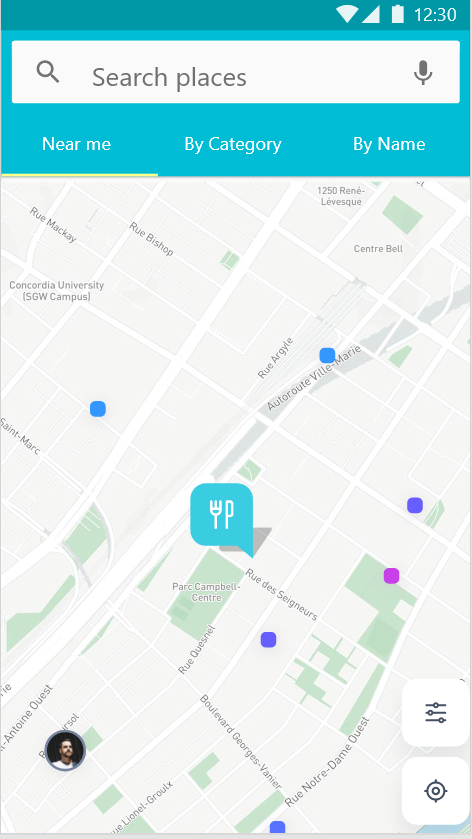 12:30
Search places
Near me
By Category
By Name
1250 René-
Lévesque
Rue Mackay
Rue Bishop
Centre Bell
Concordia University
(SGW Campus)
Rue Argyle
Autoroute Ville-Marie
Saint-Marc
Parc Campbell-
Centre
Rue des Seigneurs
Rue Quesnel
t-Antoine Ouest
Boulevard Georges-Vanier
Rue Notre-Dame Ouest
Rue Lionel-Groulx